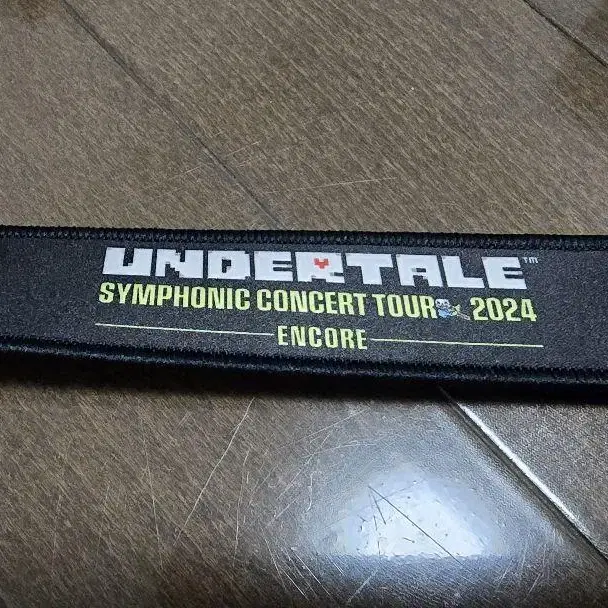 UNDERTALE™
SYMPHONIC CONCERT TOUR 2024
ENCORE